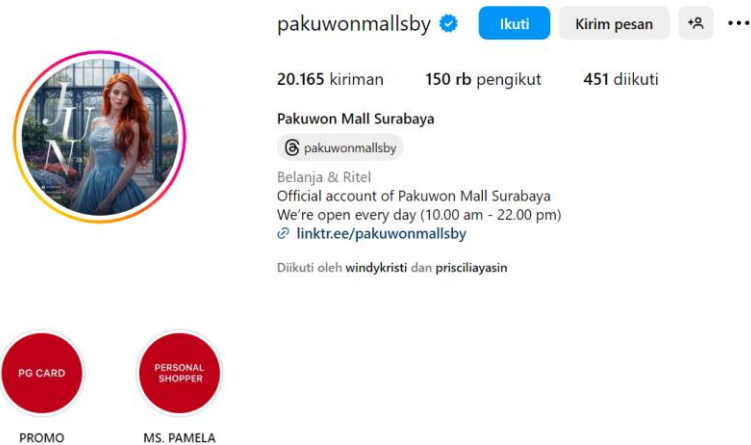 pakuwonmallsby
Ikuti
Kirim pesan
20.165 kiriman
150 rb pengikut
451 diikuti
Pakuwon Mall Surabaya
pakuwonmallsby
Belanja & Ritel
Official account of Pakuwon Mall Surabaya
We're open every day (10.00 am - 22.00 pm)
linktr.ee/pakuwonmallsby
Diikuti oleh windykristi dan prisciliayasin
JUN
PG CARD
PERSONAL
SHOPPER
PROMO
MS. PAMELA